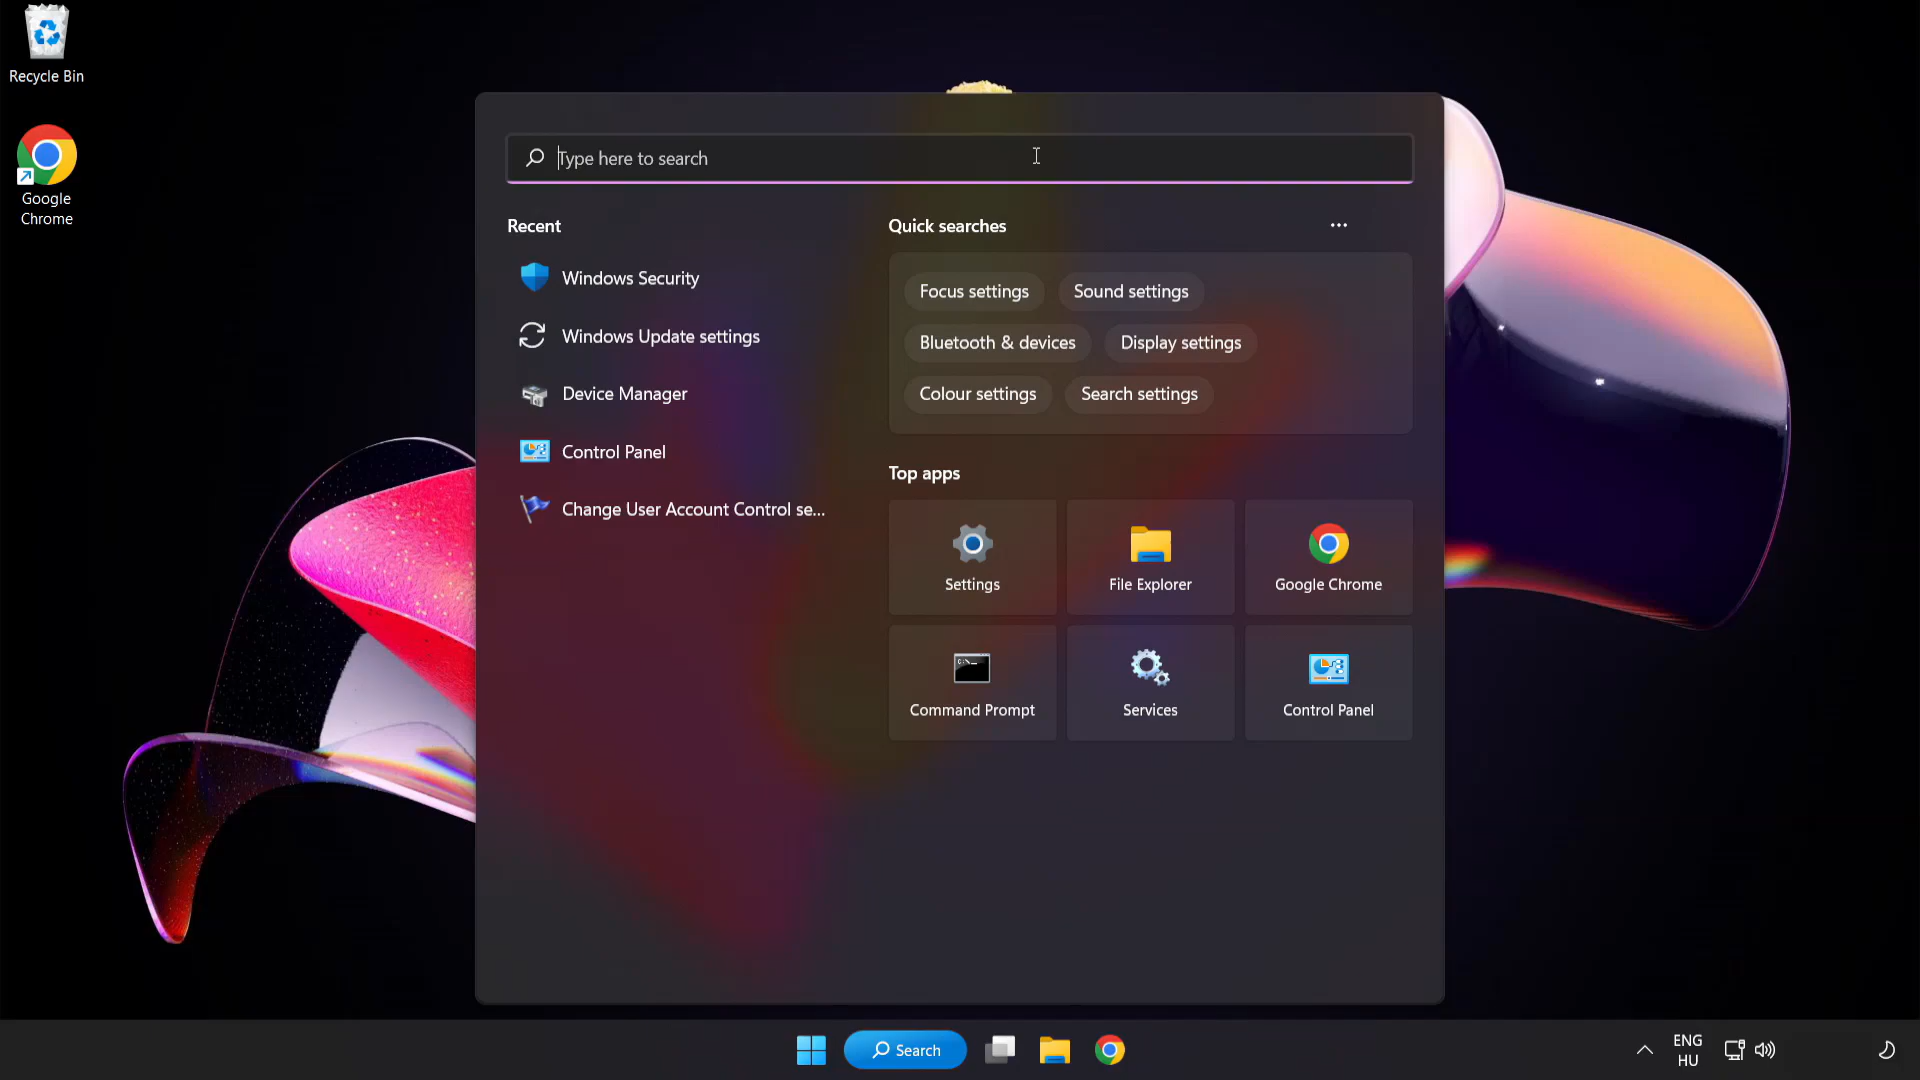 Recycle Bin
Google
Chrome
Type here to search
Recent
Windows Security
Windows Update settings
Device Manager
Control Panel
Change User Account Control se...
Quick searches
Focus settings
Sound settings
Bluetooth & devices
Display settings
Colour settings
Search settings
Top apps
Settings
File Explorer
Google Chrome
Command Prompt
Services
Control Panel
Search
ENG
HU